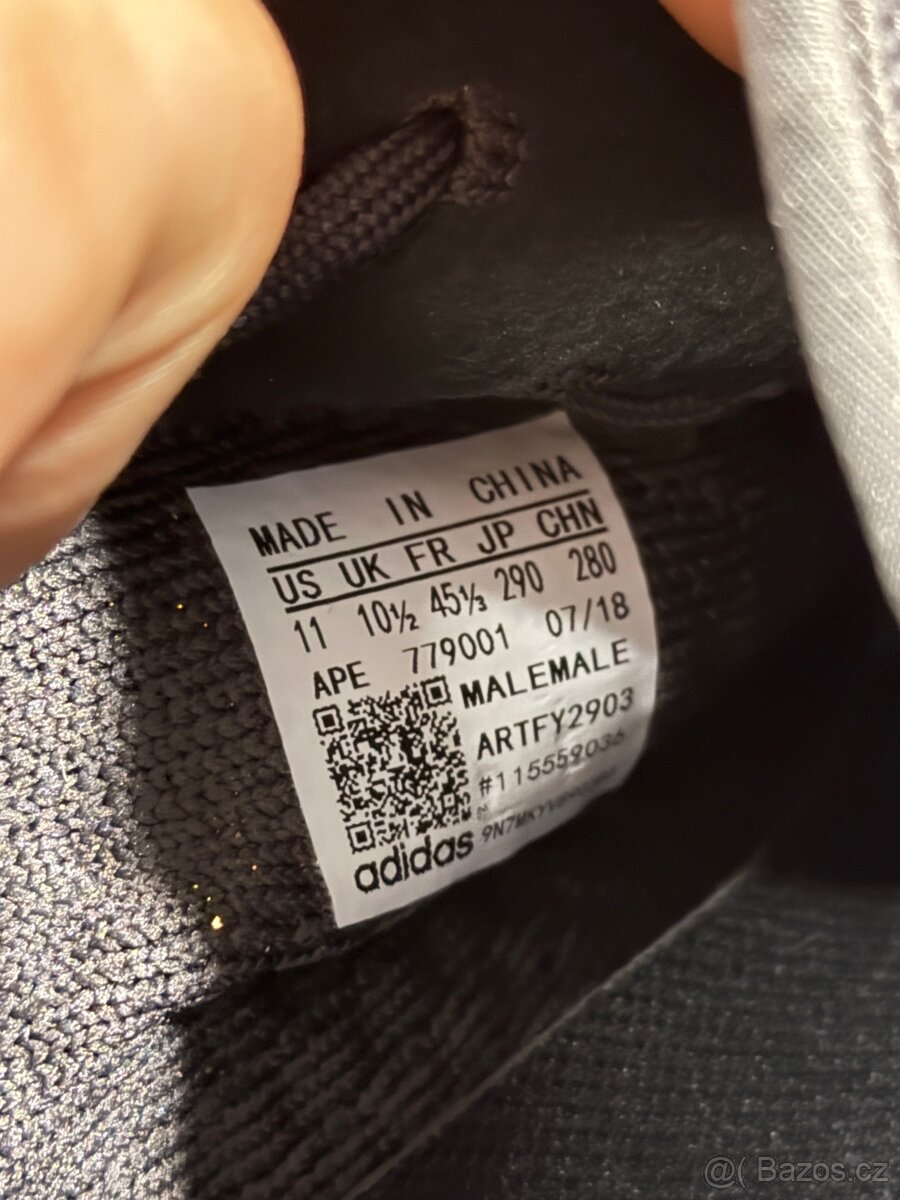 MADE IN CHINA
US UK FR JP CHN
11 10½ 45⅓ 290 280
APE 779001 07/18
MALEMALE
ARTFY2903
#115559036
adidas
@( Bazos.cz